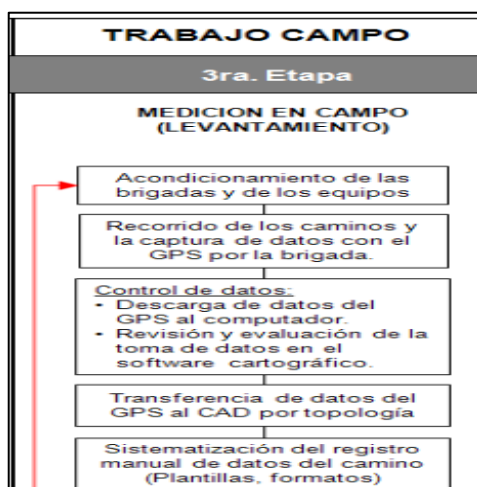 TRABAJO CAMPO
3ra. Etapa
MEDICION EN CAMPO
(LEVANTAMIENTO)
Acondicionamiento de las
brigadas y de los equipos
Recorrido de los caminos y
la captura de datos con el
GPS por la brigada.
Control de datos:
• Descarga de datos del
GPS al computador.
• Revisión y evaluación de la
toma de datos en el
software cartográfico.
Transferencia de datos del
GPS al CAD por topología
Sistematización del registro
manual de datos del camino
(Plantillas, formatos)